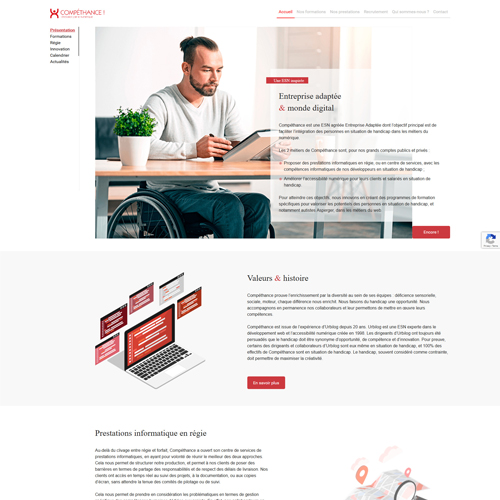 COMPÉTHANCE !
Accueil
Nos Formations
Nos prestations
Recrutement
Qui sommes-nous ?
Contact
Présentation
Formations
Régie
Innovation
Calendrier
Actualités
Une ESN inspirée
Entreprise adaptée
& monde digital
Compéthance est une ESN agréée Entreprise Adaptée dont l'objectif principal est de
faciliter l'intégration des personnes en situation de handicap dans les métiers du
numérique.
Les 3 métiers de Compéthance sont, pour nos grands comptes publics et privés :
Proposer des prestations informatiques en régie, ou en centre de services, avec les
compétences informatiques de nos développeurs en situation de handicap ;
Améliorer l'accessibilité numérique pour leurs clients et salariés en situation de
handicap.
Pour atteindre ces objectifs, nous innovons en créant des programmes de formation
spécifiques pour valoriser les potentiels des personnes en situation de handicap, et
notamment autistes Asperger, dans les métiers du web.
Encore !
Valeurs & histoire
Compéthance prouve l'enrichissement par la diversité au sein de ses équipes : déficience sensorielle,
sociale, moteur, chaque différence nous enrichit. Nous faisons du handicap une opportunité. Nous
accompagnons en permanence nos collaborateurs et leur permettons de mettre en œuvre leurs
compétences.
Compéthance est issue de l'expérience d'Urbilog depuis 20 ans. Urbilog est une ESN experte dans le
développement web et l'accessibilité numérique créée en 1998. Les dirigeants d'Urbilog ont toujours été
persuadés que le handicap doit être synonyme d'opportunité, de compétence et d'innovation. Pour preuve,
certains des dirigeants et collaborateurs d'Urbilog sont eux même en situation de handicap, et 100% des
effectifs de Compéthance sont en situation de handicap. Le handicap, souvent considéré comme contrainte,
doit permettre de maximiser la créativité.
En savoir plus
Prestations informatique en régie
Au-delà du clivage entre régie et forfait, Compéthance a ouvert son centre de services de
prestations informatiques, en ayant pour volonté de réunir le meilleur des deux approches.
Cela nous permet de structurer notre production, et permet à nos clients de poser des
barrières en termes de partage des responsabilités et de respect des délais de livraison. Nos
clients ont accès en temps réel au suivi des projets, à la documentation, ou aux copies
d'écran, sans attendre la tenue des comités de pilotage ou de suivi.
Cela nous permet de prendre en considération les problématiques en termes de gestion